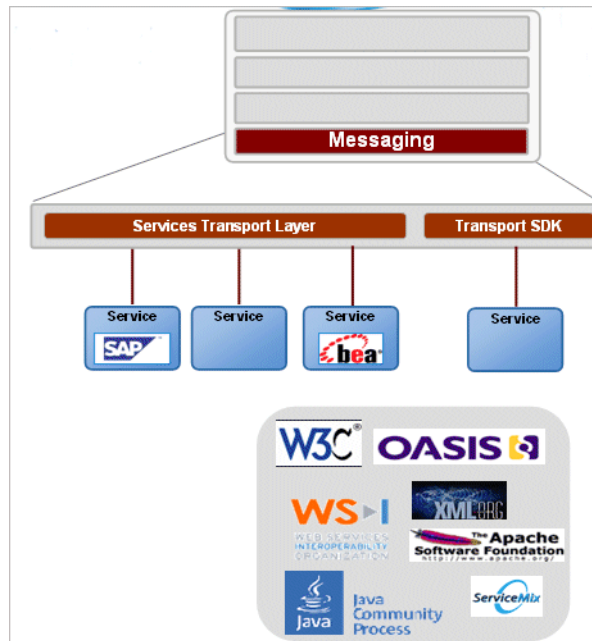 Messaging
Services Transport Layer
Transport SDK
Service
Service
Service
Service
SAP
bea
W3C®
OASIS
WS-I
XML.ORG
WEB SERVICES
INTEROPERABILITY
ORGANIZATION
The Apache
Software Foundation
http://www.apache.org/
Java
Java
Community
Process
ServiceMix